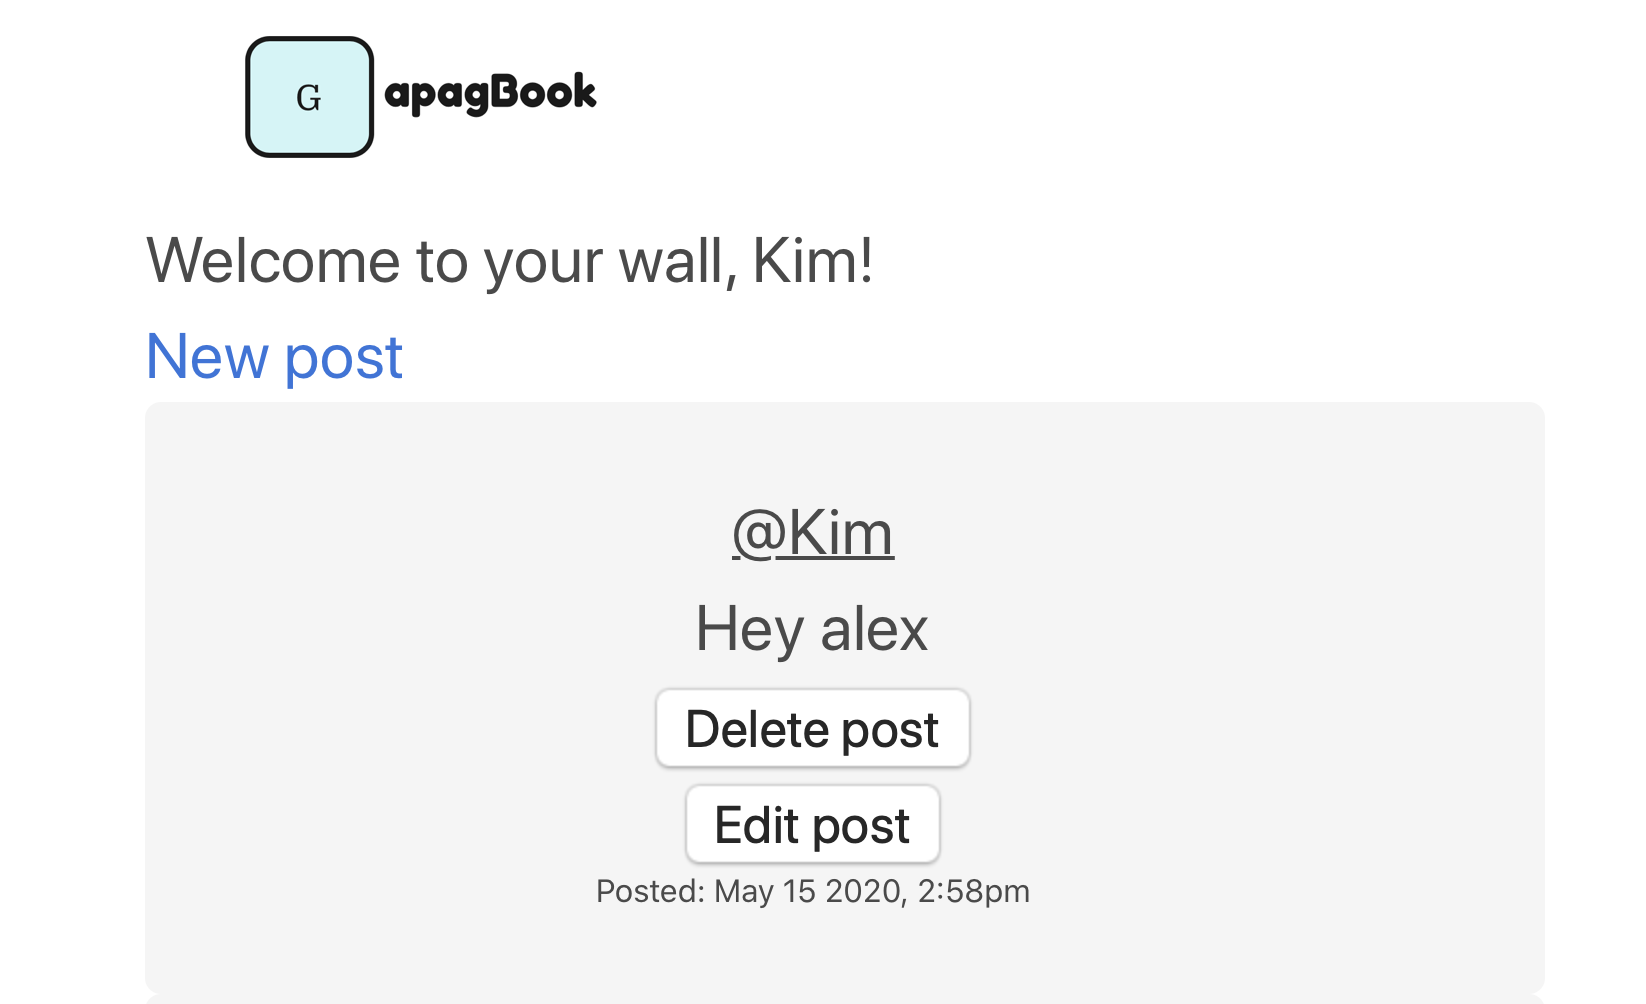 G apagBook
Welcome to your wall, Kim!
New post
@Kim
Hey alex
Delete post
Edit post
Posted: May 15 2020, 2:58pm